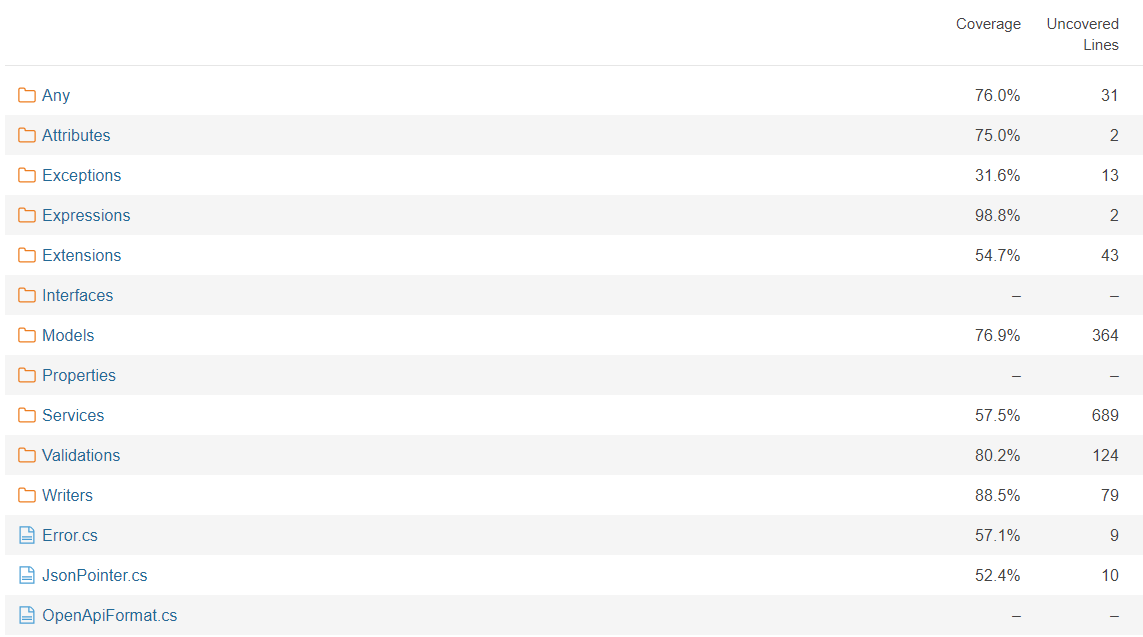 Coverage Uncovered
Lines
Any 76.0% 31
Attributes 75.0% 2
Exceptions 31.6% 13
Expressions 98.8% 2
Extensions 54.7% 43
Interfaces – –
Models 76.9% 364
Properties – –
Services 57.5% 689
Validations 80.2% 124
Writers 88.5% 79
Error.cs 57.1% 9
JsonPointer.cs 52.4% 10
OpenApiFormat.cs – –